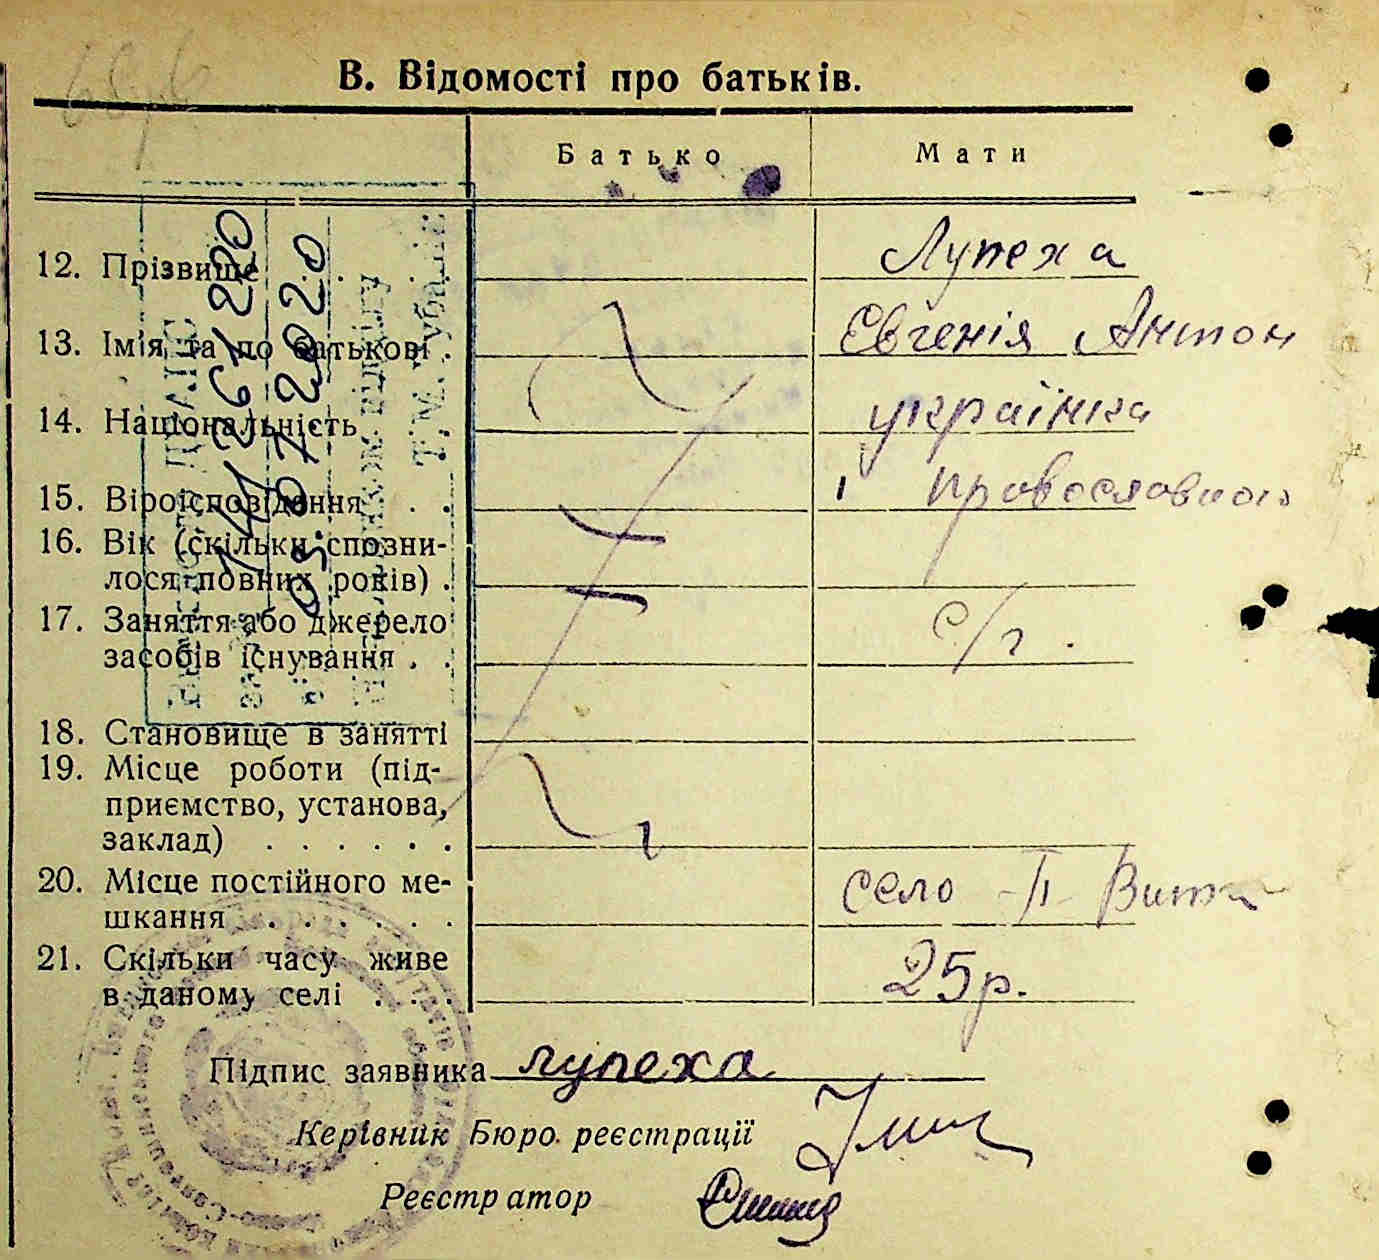 В. Відомості про батьків.
Батько Мати
12. Прізвище . Лупеха
13. Імія та по батькові . Євгенія Антон
14. Національність українка
15. Віроісповідання . . православною
16. Вік (скільки спознилося повних років) .
17. Заняття або джерело засобів існування . . с/г.
18. Становище в занятті
19. Місце роботи (підприємство, установа, заклад) . . . . . .
20. Місце постійного мешкання . . . . . . село
21. Скільки часу живе в даному селі . . . 25р.
Підпис заявника лупеха
Керівник Бюро реєстрації
Реєстратор